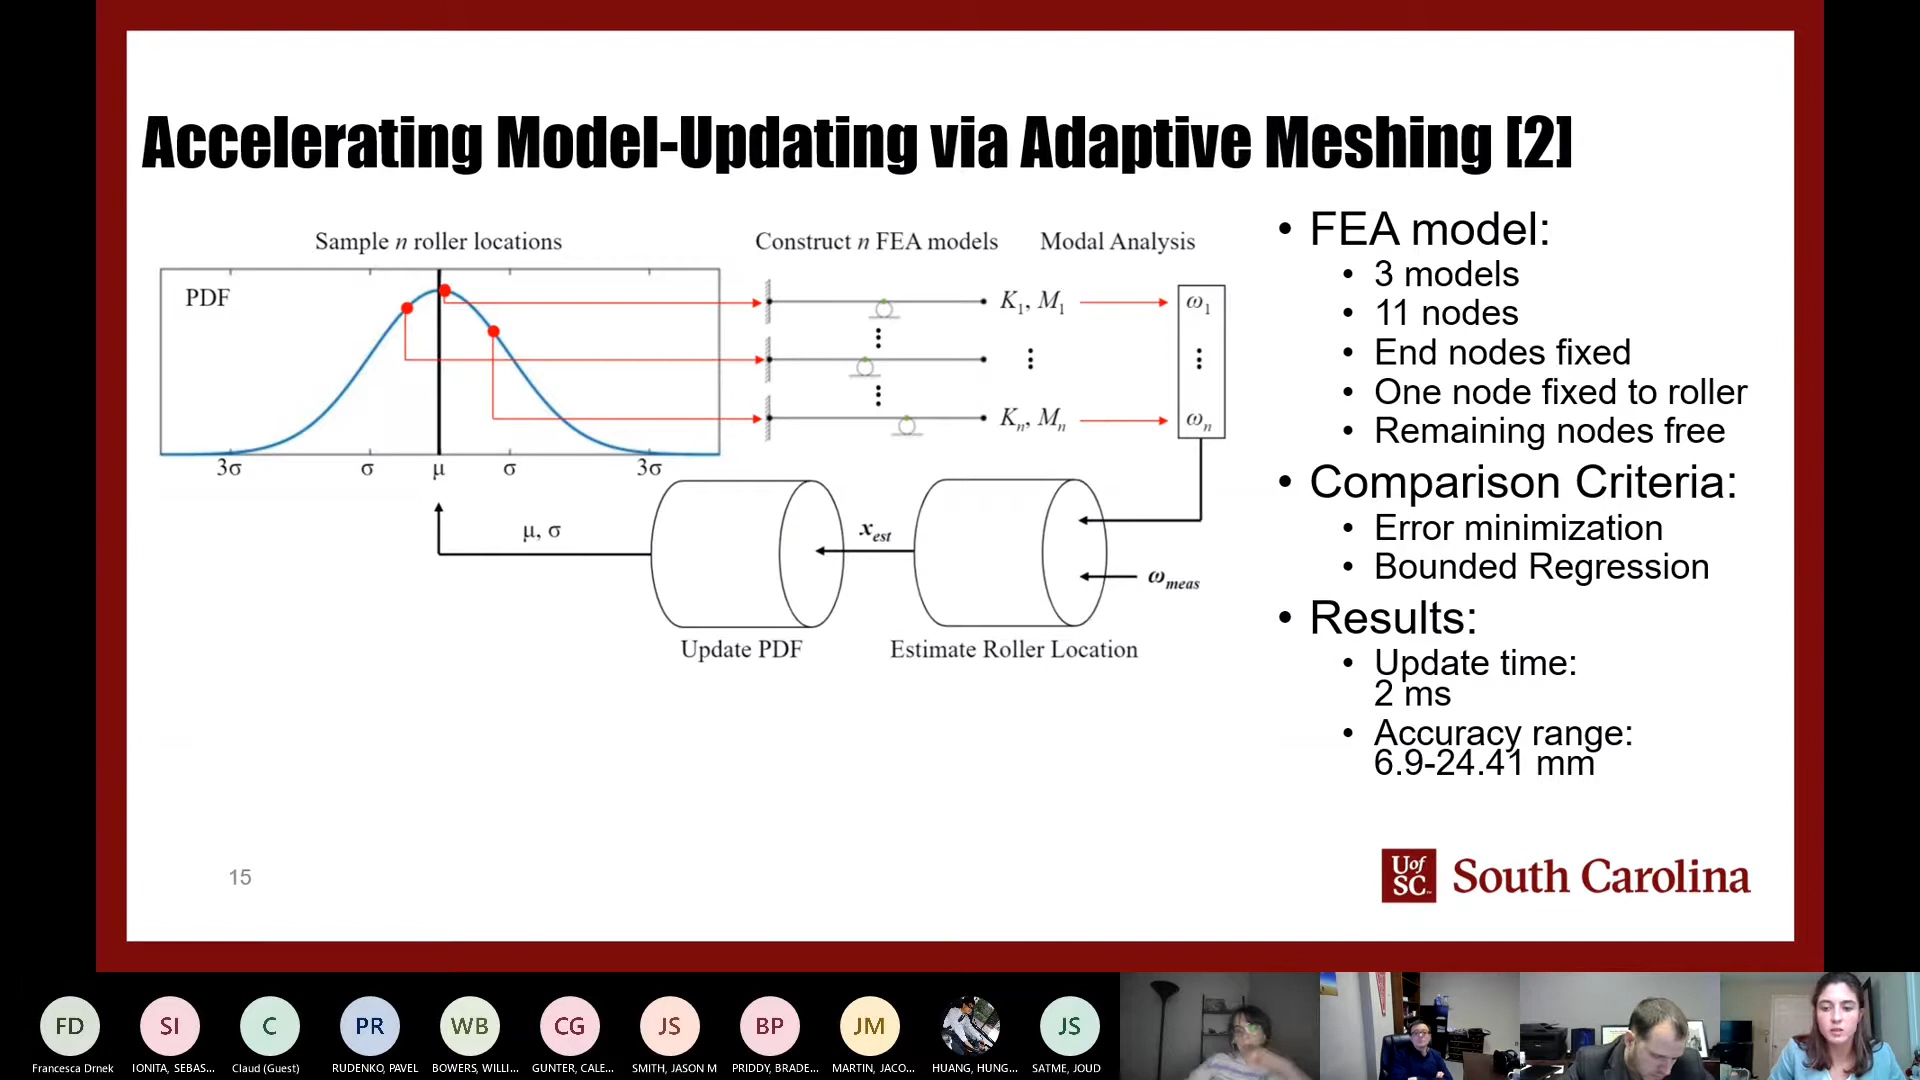 Accelerating Model-Updating via Adaptive Meshing [2]
Sample n roller locations
Construct n FEA models
Modal Analysis
PDF
K1, M1
ω1
Kn, Mn
ωn
3σ
σ
μ
σ
3σ
μ, σ
xest
ωmeas
Update PDF
Estimate Roller Location
• FEA model:
• 3 models
• 11 nodes
• End nodes fixed
• One node fixed to roller
• Remaining nodes free
• Comparison Criteria:
• Error minimization
• Bounded Regression
• Results:
• Update time:
2 ms
• Accuracy range:
6.9-24.41 mm
15
Uof
SC
South Carolina
FD
SI
C
PR
WB
CG
JS
BP
JM
JS
Francesca Drnek
IONITA, SEBAS...
Claud (Guest)
RUDENKO, PAVEL
BOWERS, WILLI...
GUNTER, CALE...
SMITH, JASON M
PRIDDY, BRADE...
MARTIN, JACO...
HUANG, HUNG...
SATME, JOUD